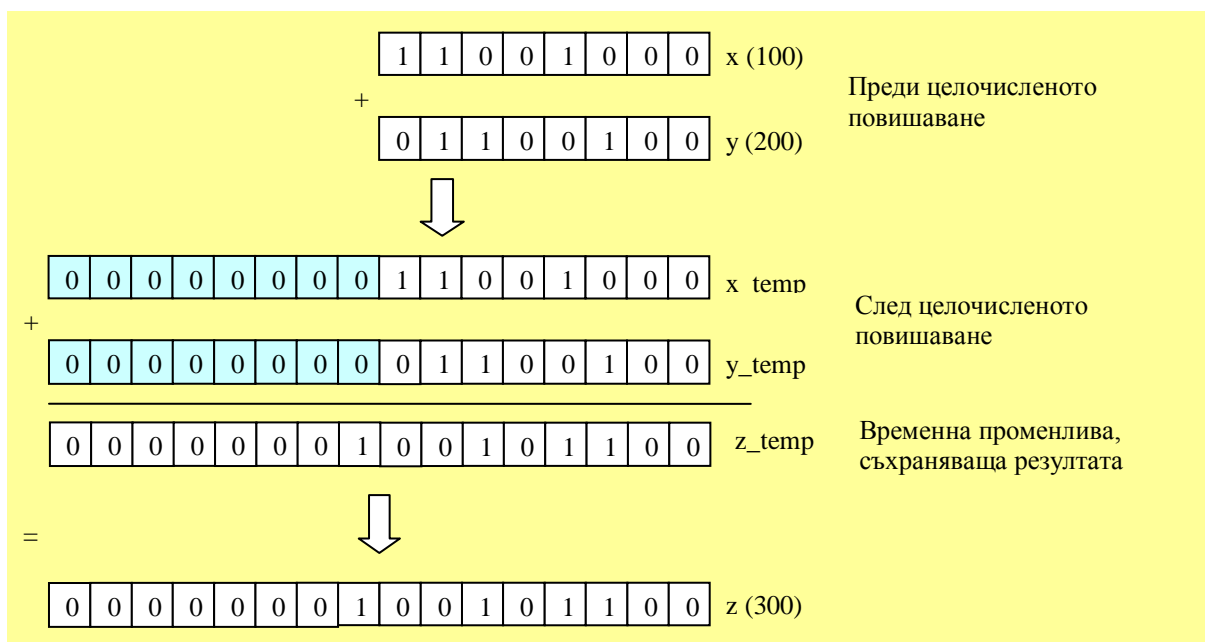 1 1 0 0 1 0 0 0 x (100)
+
Преди целочисленото
повишаване
0 1 1 0 0 1 0 0 y (200)
0 0 0 0 0 0 0 0 1 1 0 0 1 0 0 0 x_temp
+
След целочисленото
повишаване
0 0 0 0 0 0 0 0 0 1 1 0 0 1 0 0 y_temp
0 0 0 0 0 0 0 1 0 0 1 0 1 1 0 0 z_temp
Временна променлива,
съхраняваща резултата
=
0 0 0 0 0 0 0 1 0 0 1 0 1 1 0 0 z (300)